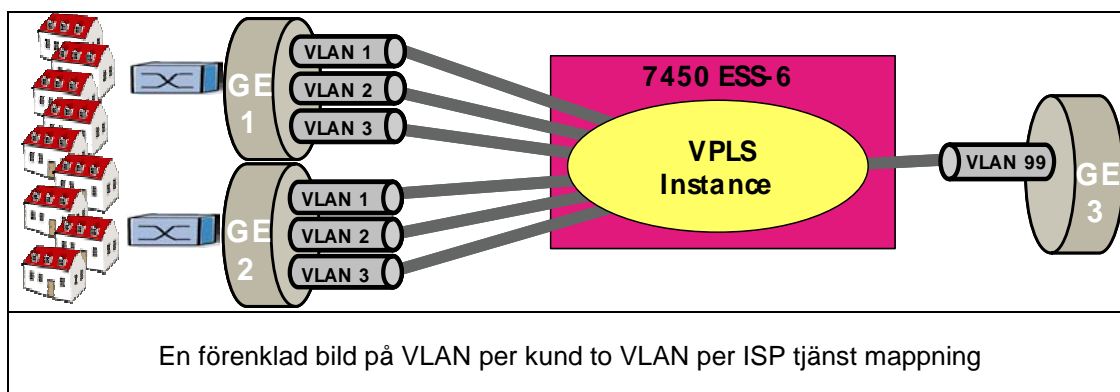 GE
1
VLAN 1
VLAN 2
VLAN 3
GE
2
VLAN 1
VLAN 2
VLAN 3
7450 ESS-6
VPLS
Instance
VLAN 99
GE
3
En förenklad bild på VLAN per kund to VLAN per ISP tjänst mappning